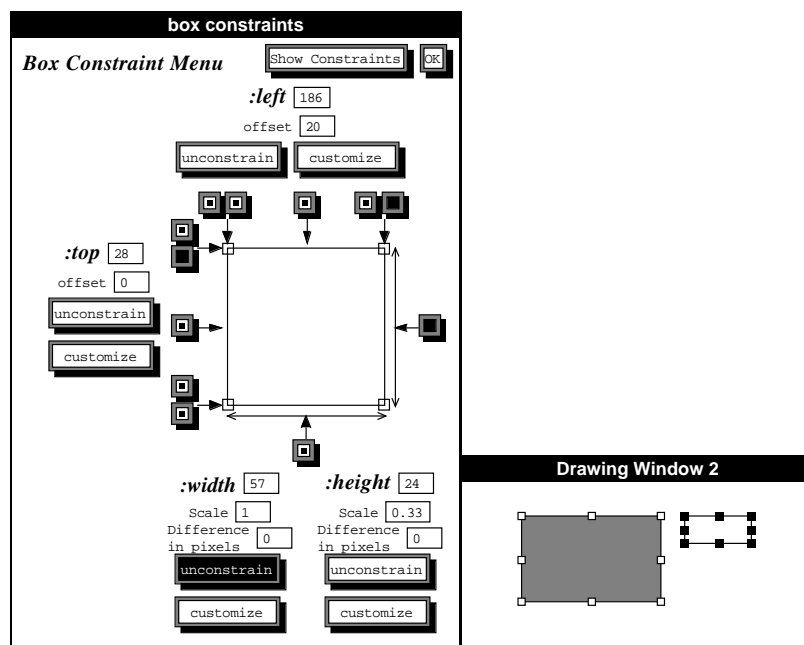 box constraints
Box Constraint Menu
Show Constraints
OK
:left 186
offset 20
unconstrain
customize
:top 28
offset 0
unconstrain
customize
:width 57
Scale 1
Difference in pixels 0
unconstrain
customize
:height 24
Scale 0.33
Difference in pixels 0
unconstrain
customize
Drawing Window 2